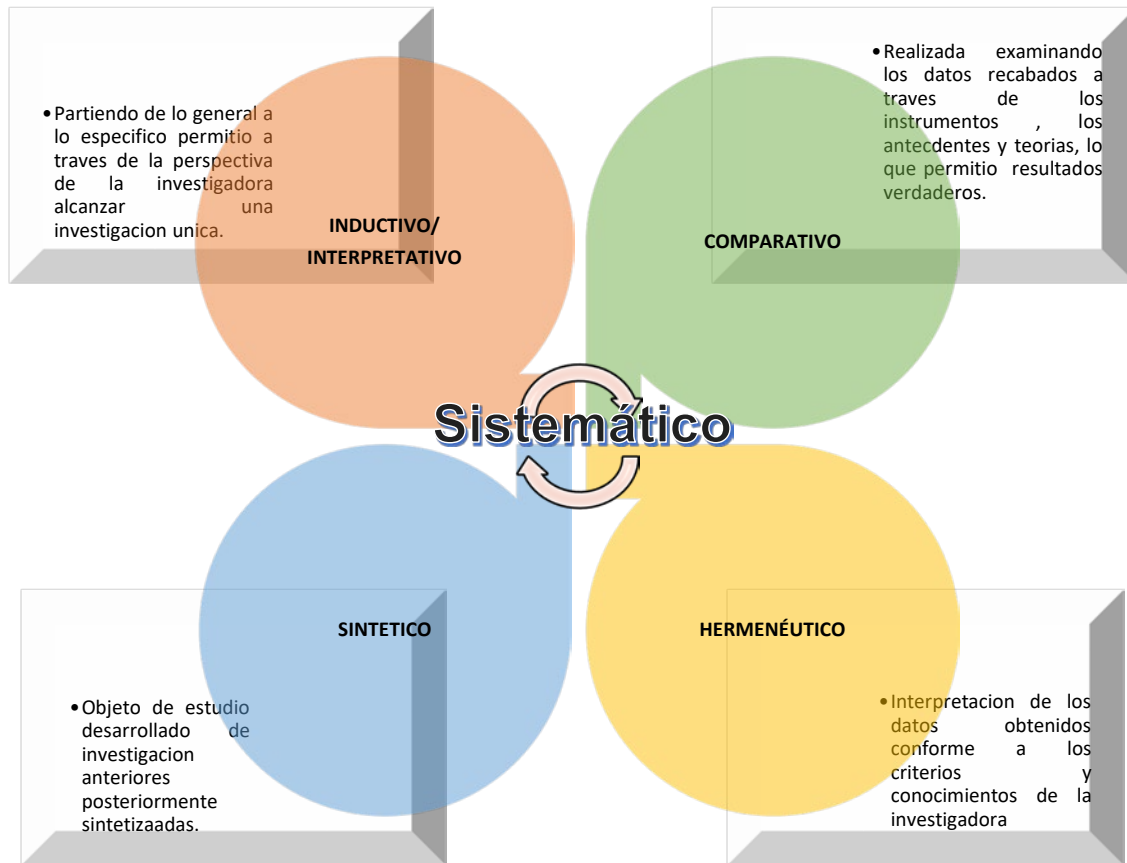 •Partiendo de lo general a
lo especifico permitio a
traves de la perspectiva
de la investigadora
alcanzar una
investigacion unica.
INDUCTIVO/
INTERPRETATIVO
•Realizada examinando
los datos recabados a
traves de los
instrumentos , los
antecdentes y teorias, lo
que permitio resultados
verdaderos.
COMPARATIVO
Sistemático
SINTETICO
•Objeto de estudio
desarrollado de
investigacion
anteriores
posteriormente
sintetizaadas.
HERMENÉUTICO
•Interpretacion de los
datos obtenidos
conforme a los
criterios y
conocimientos de la
investigadora